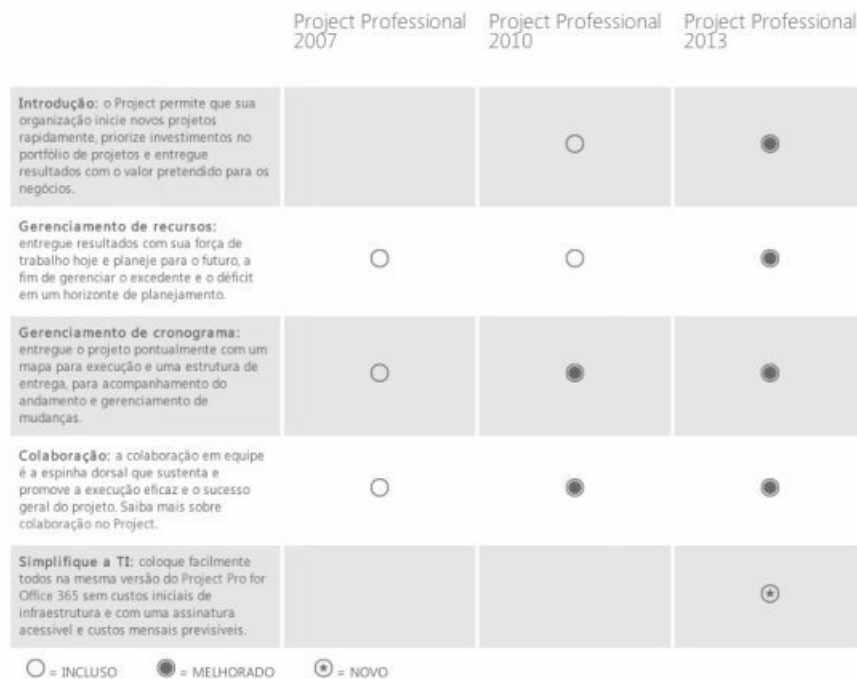 Project Professional 2007
Project Professional 2010
Project Professional 2013
Introdução: o Project permite que sua
organização inicie novos projetos
rapidamente, priorize investimentos no
portfólio de projetos e entregue
resultados com o valor pretendido para os
negócios.
Gerenciamento de recursos:
entregue resultados com sua força de
trabalho hoje e planeje para o futuro, a
fim de gerenciar o excedente e o déficit
em um horizonte de planejamento.
Gerenciamento de cronograma:
entregue o projeto pontualmente com um
mapa para execução e uma estrutura de
entrega, para acompanhamento do
andamento e gerenciamento de
mudanças.
Colaboração: a colaboração em equipe
é a espinha dorsal que sustenta e
promove a execução eficaz e o sucesso
geral do projeto. Saiba mais sobre
colaboração no Project.
Simplifique a TI: coloque facilmente
todos na mesma versão do Project Pro for
Office 365 sem custos iniciais de
infraestrutura e com uma assinatura
acessível e custos mensais previsíveis.
= INCLUSO = MELHORADO = NOVO